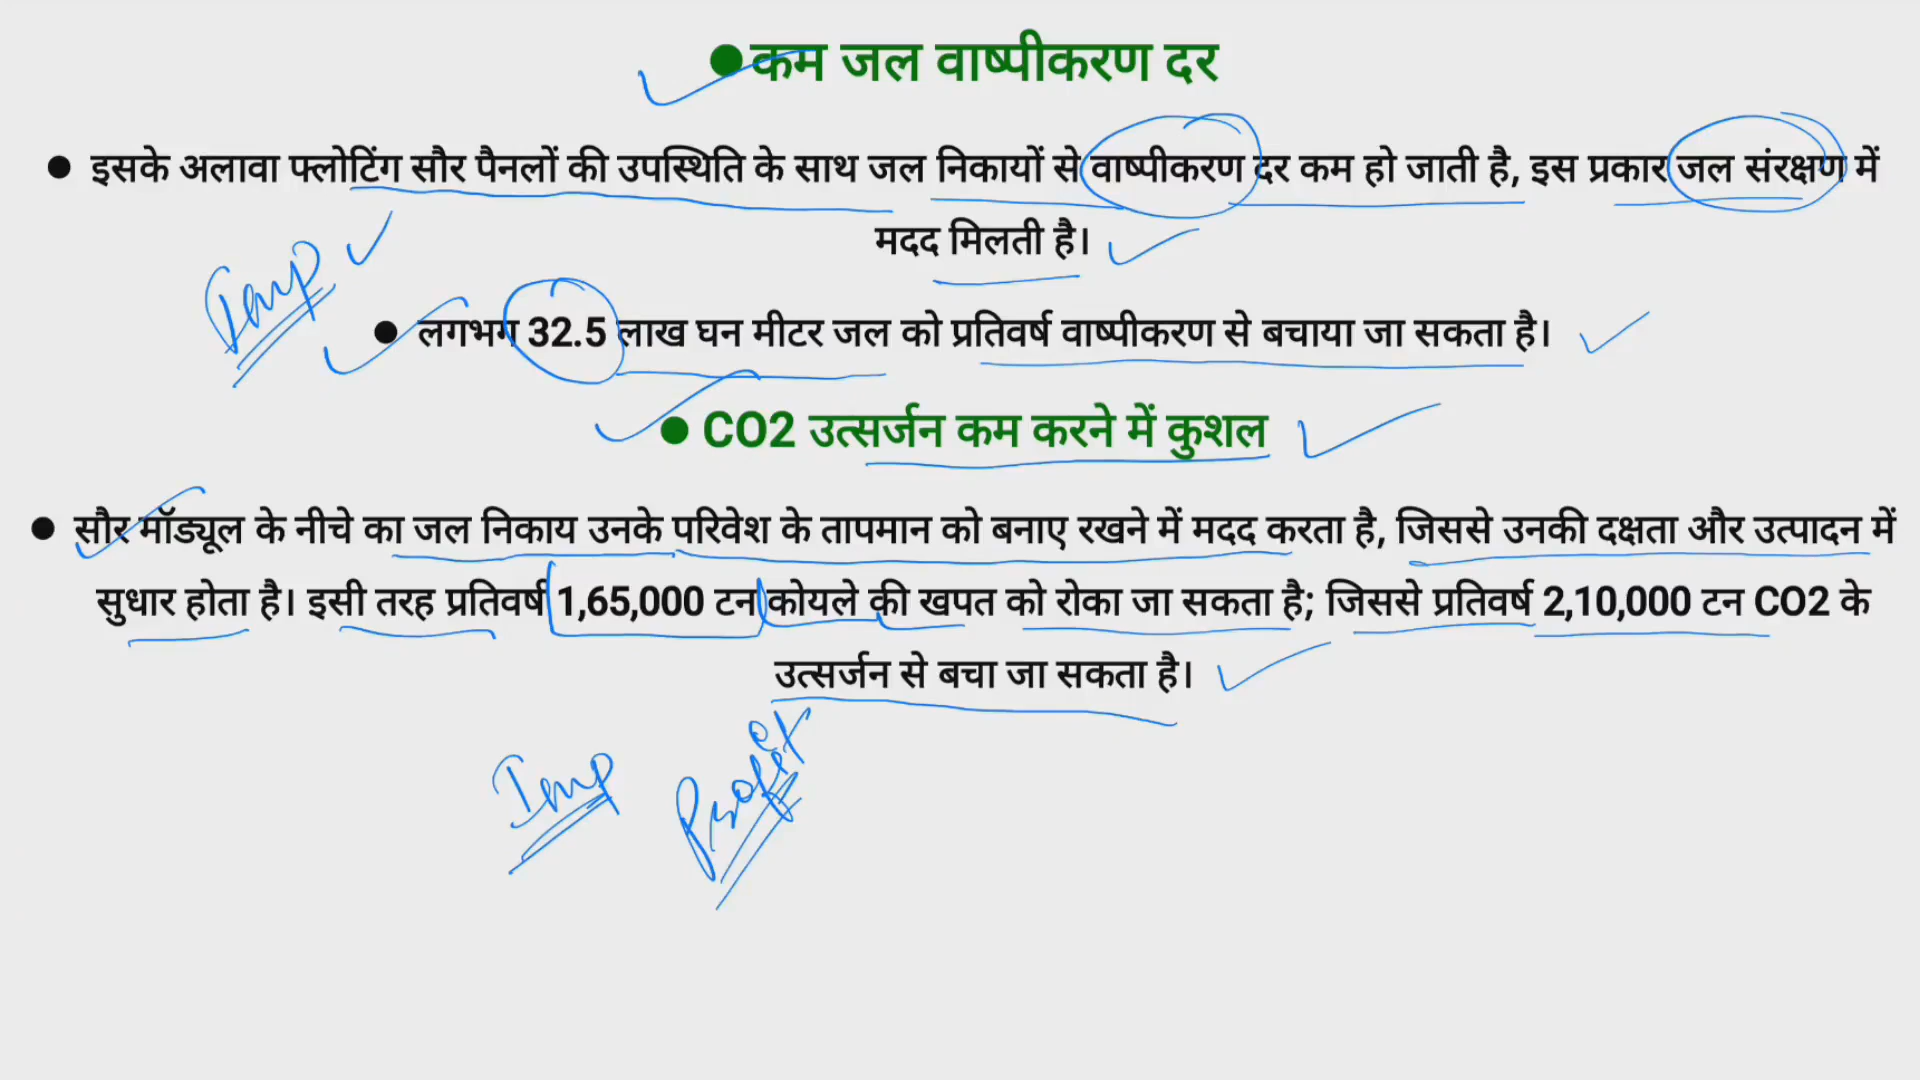 ●कम जल वाष्पीकरण दर
● इसके अलावा फ्लोटिंग सौर पैनलों की उपस्थिति के साथ जल निकायों से वाष्पीकरण दर कम हो जाती है, इस प्रकार जल संरक्षण में
मदद मिलती है।
Imp
● लगभग 32.5 लाख घन मीटर जल को प्रतिवर्ष वाष्पीकरण से बचाया जा सकता है।
● CO2 उत्सर्जन कम करने में कुशल
● सौर मॉड्यूल के नीचे का जल निकाय उनके परिवेश के तापमान को बनाए रखने में मदद करता है, जिससे उनकी दक्षता और उत्पादन में
सुधार होता है। इसी तरह प्रतिवर्ष 1,65,000 टन कोयले की खपत को रोका जा सकता है; जिससे प्रतिवर्ष 2,10,000 टन CO2 के
उत्सर्जन से बचा जा सकता है।
Imp Profit